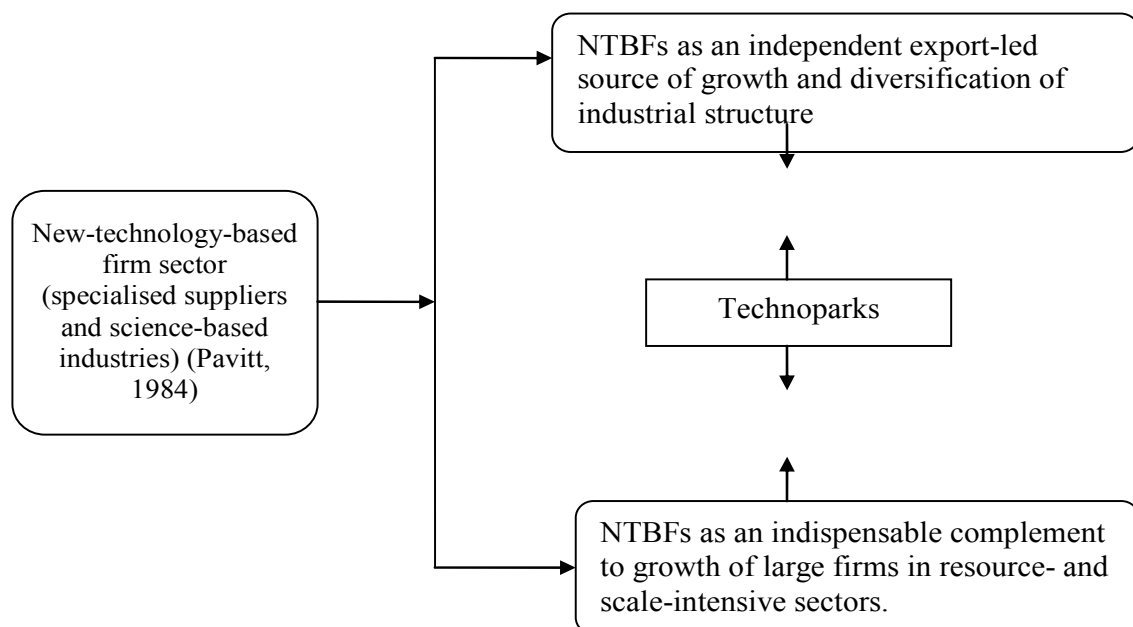 NTBFs as an independent export-led
source of growth and diversification of
industrial structure
New-technology-based
firm sector
(specialised suppliers
and science-based
industries) (Pavitt,
1984)
Technoparks
NTBFs as an indispensable complement
to growth of large firms in resource- and
scale-intensive sectors.